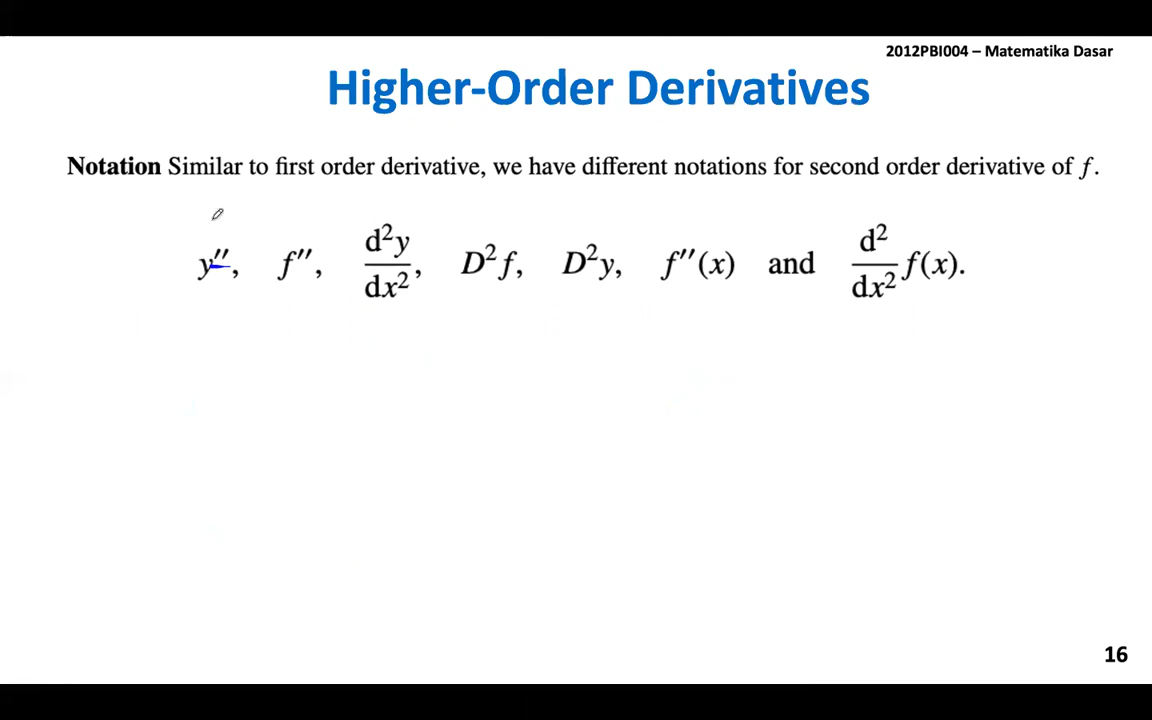 2012PBI004 – Matematika Dasar
Higher-Order Derivatives
Notation Similar to first order derivative, we have different notations for second order derivative of f.
y′′, f′′, d²y/dx², D²f, D²y, f′′(x) and d²/dx² f(x).
16